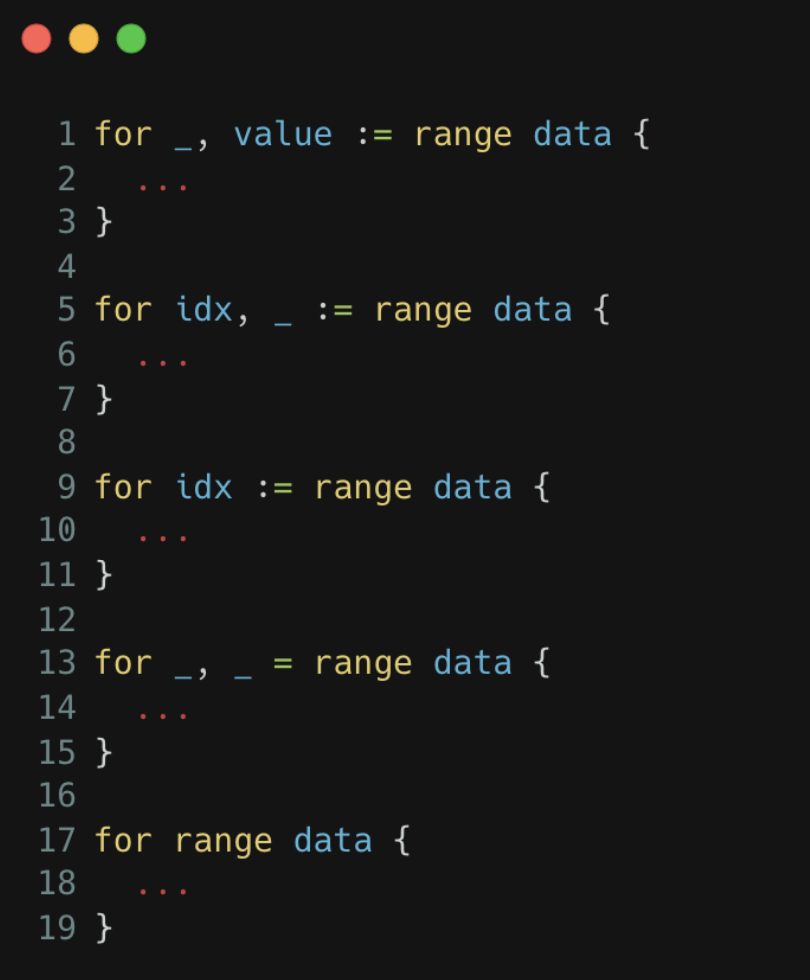 1 for _, value := range data {
2   ...
3 }
4
5 for idx, _ := range data {
6   ...
7 }
8
9 for idx := range data {
10   ...
11 }
12
13 for _, _ = range data {
14   ...
15 }
16
17 for range data {
18   ...
19 }